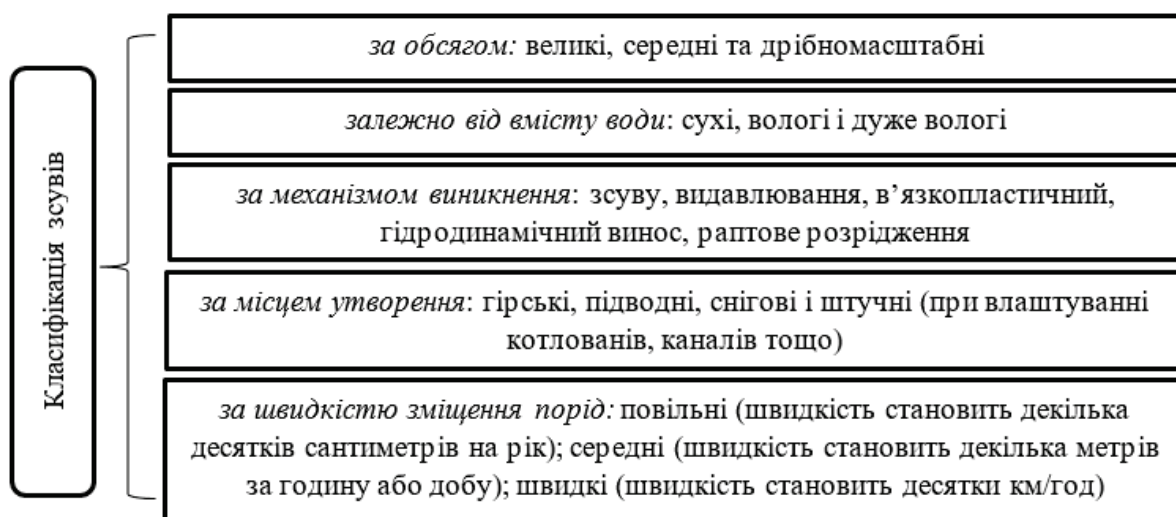 Класифікація зсувів
за обсягом: великі, середні та дрібномасштабні
залежно від вмісту води: сухі, вологі і дуже вологі
за механізмом виникнення: зсуву, видавлювання, в’язкопластичний,
гідродинамічний винос, раптове розрідження
за місцем утворення: гірські, підводні, снігові і штучні (при влаштуванні
котлованів, каналів тощо)
за швидкістю зміщення порід: повільні (швидкість становить декілька
десятків сантиметрів на рік); середні (швидкість становить декілька метрів
за годину або добу); швидкі (швидкість становить десятки км/год)